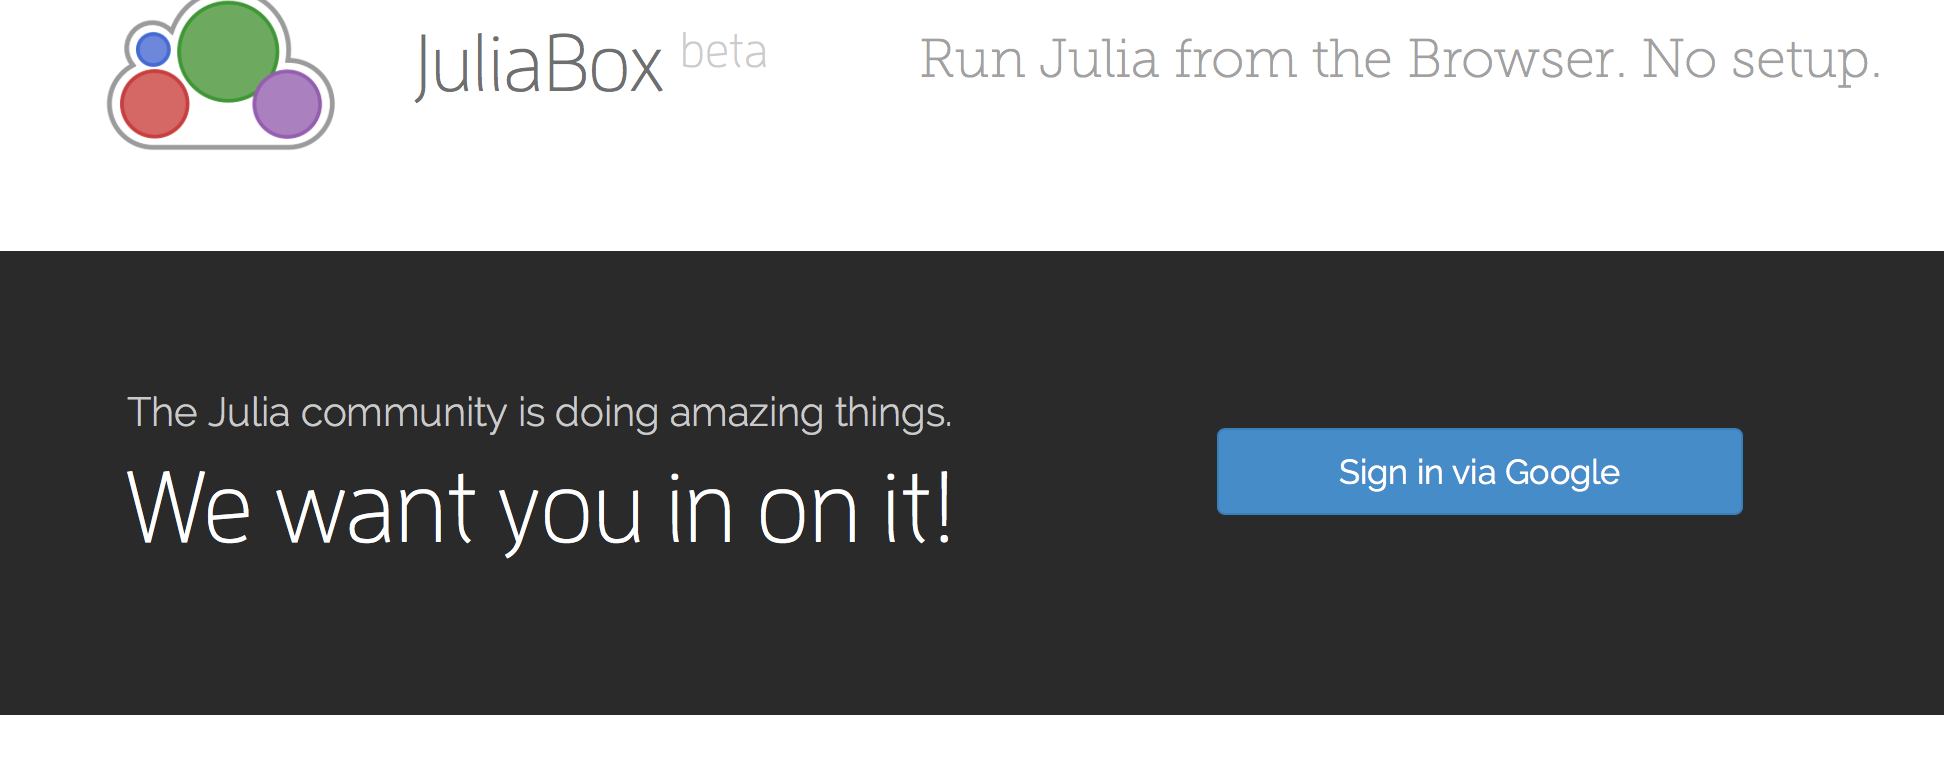 JuliaBox beta
Run Julia from the Browser. No setup.
The Julia community is doing amazing things.
We want you in on it!
Sign in via Google